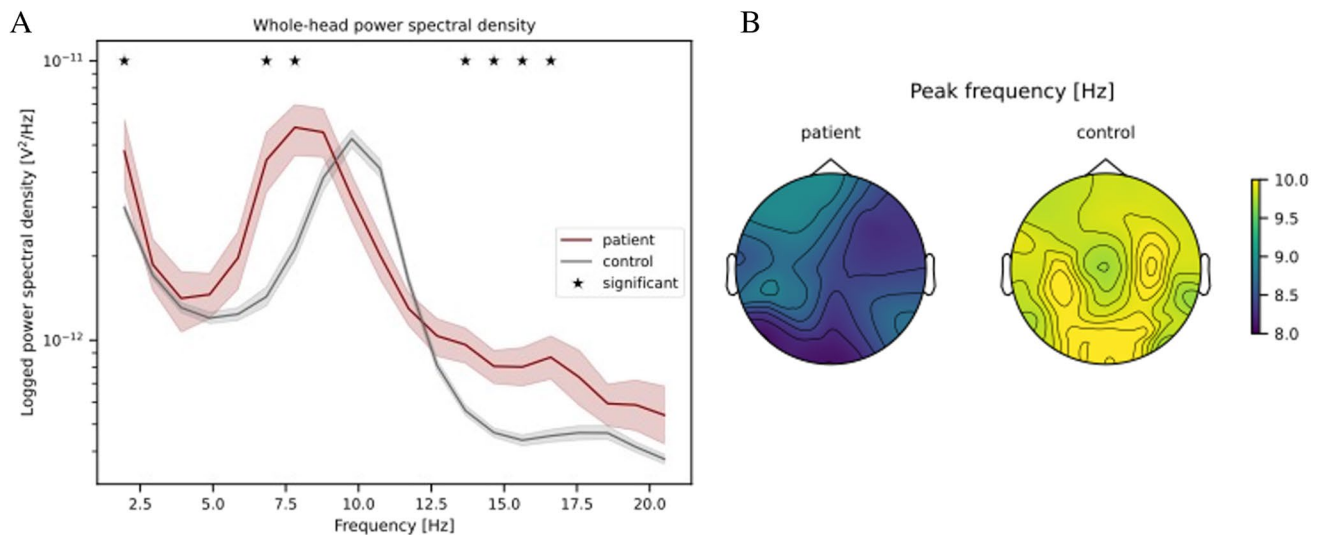 A
Whole-head power spectral density
Logged power spectral density [V²/Hz]
10⁻¹¹
10⁻¹²
patient
control
significant
2.5 5.0 7.5 10.0 12.5 15.0 17.5 20.0
Frequency [Hz]
B
Peak frequency [Hz]
patient control
10.0
9.5
9.0
8.5
8.0